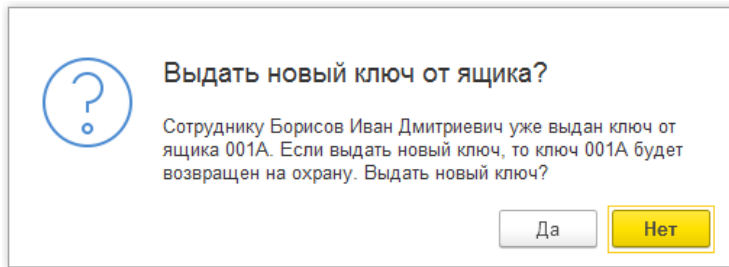 Выдать новый ключ от ящика?
Сотруднику Борисов Иван Дмитриевич уже выдан ключ от
ящика 001А. Если выдать новый ключ, то ключ 001А будет
возвращен на охрану. Выдать новый ключ?
Да
Нет